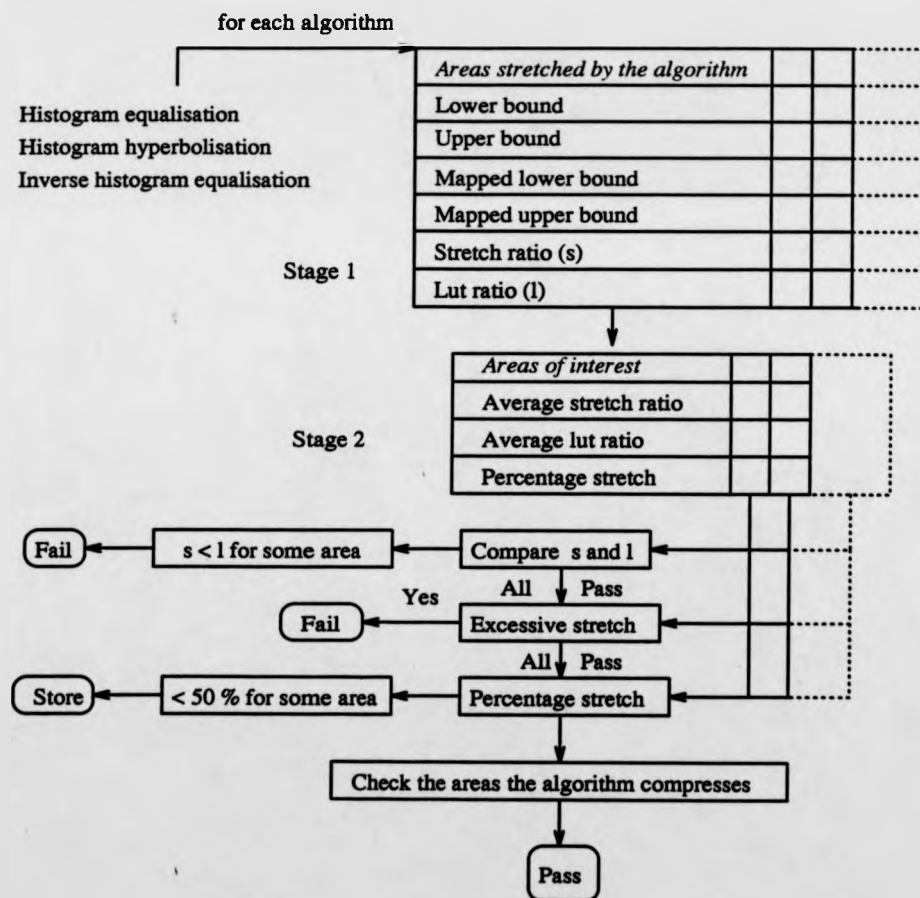 for each algorithm
Histogram equalisation
Histogram hyperbolisation
Inverse histogram equalisation
Areas stretched by the algorithm
Lower bound
Upper bound
Mapped lower bound
Mapped upper bound
Stretch ratio (s)
Lut ratio (l)
Stage 1
Areas of interest
Average stretch ratio
Average lut ratio
Percentage stretch
Stage 2
Fail
s < l for some area
Compare s and l
All Pass
Yes
Fail
Excessive stretch
All Pass
Store
< 50 % for some area
Percentage stretch
Check the areas the algorithm compresses
Pass